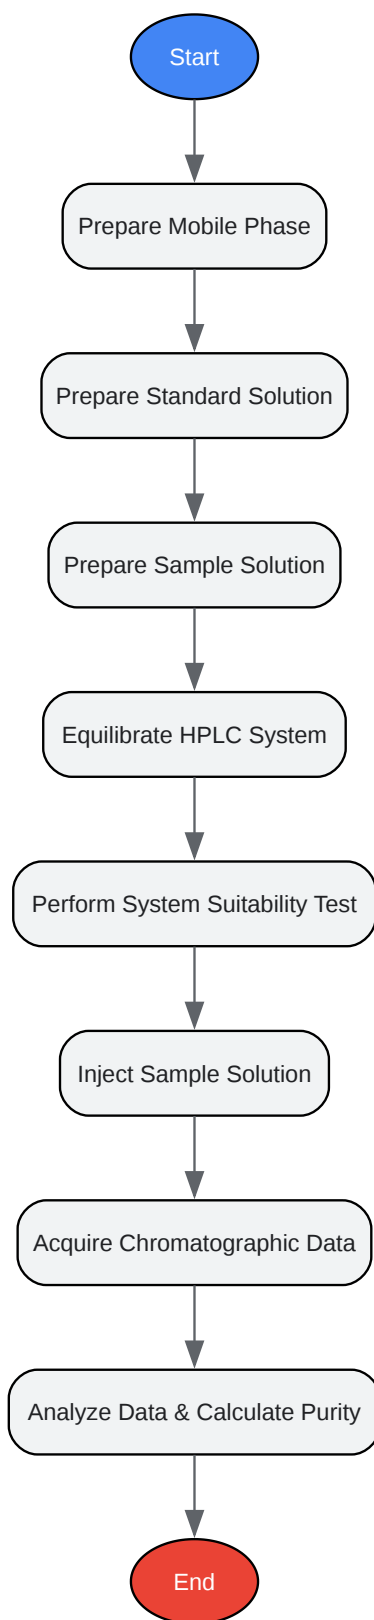 Start
Prepare Mobile Phase
Prepare Standard Solution
Prepare Sample Solution
Equilibrate HPLC System
Perform System Suitability Test
Inject Sample Solution
Acquire Chromatographic Data
Analyze Data & Calculate Purity
End